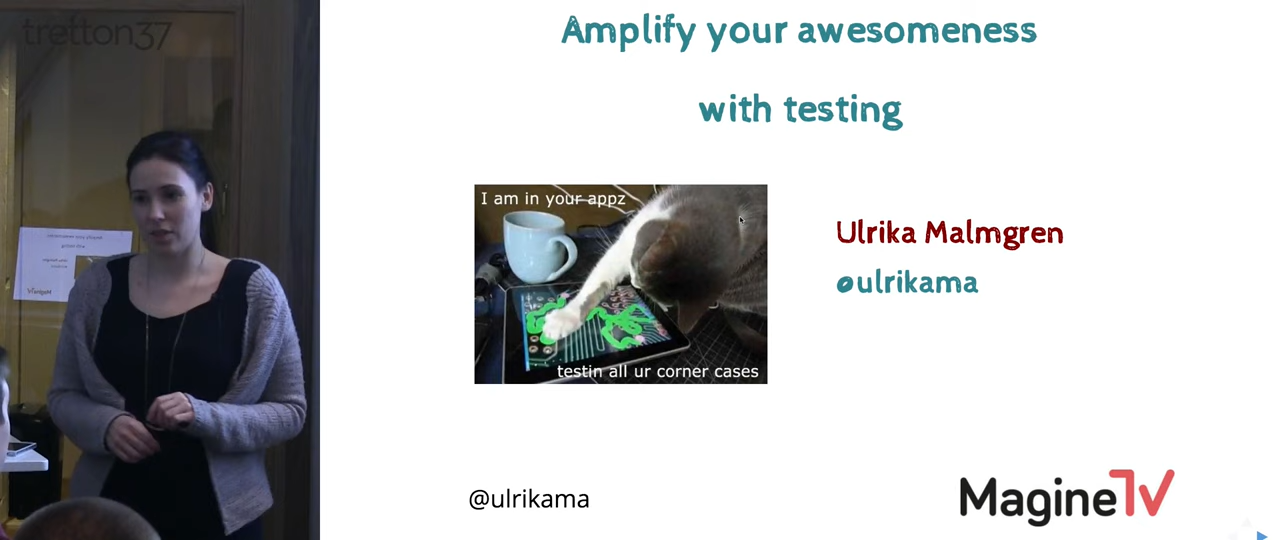 tretton37
Amplify your awesomeness
with testing
I am in your appz
testin all ur corner cases
Ulrika Malmgren
@ulrikama
@ulrikama
MagineTV